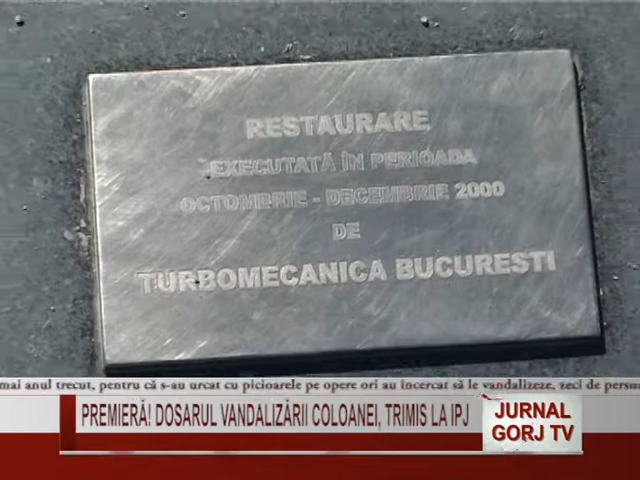 RESTAURARE
EXECUTATĂ ÎN PERIOADA
OCTOMBRIE - DECEMBRIE 2000
DE
TURBOMECANICA BUCURESTI
mai anul trecut, pentru că s-au urcat cu picioarele pe opere ori au încercat să le vandalizeze, zeci de
PREMIERĂ! DOSARUL VANDALIZĂRII COLOANEI, TRIMIS LA IPJ
JURNAL
GORJ TV